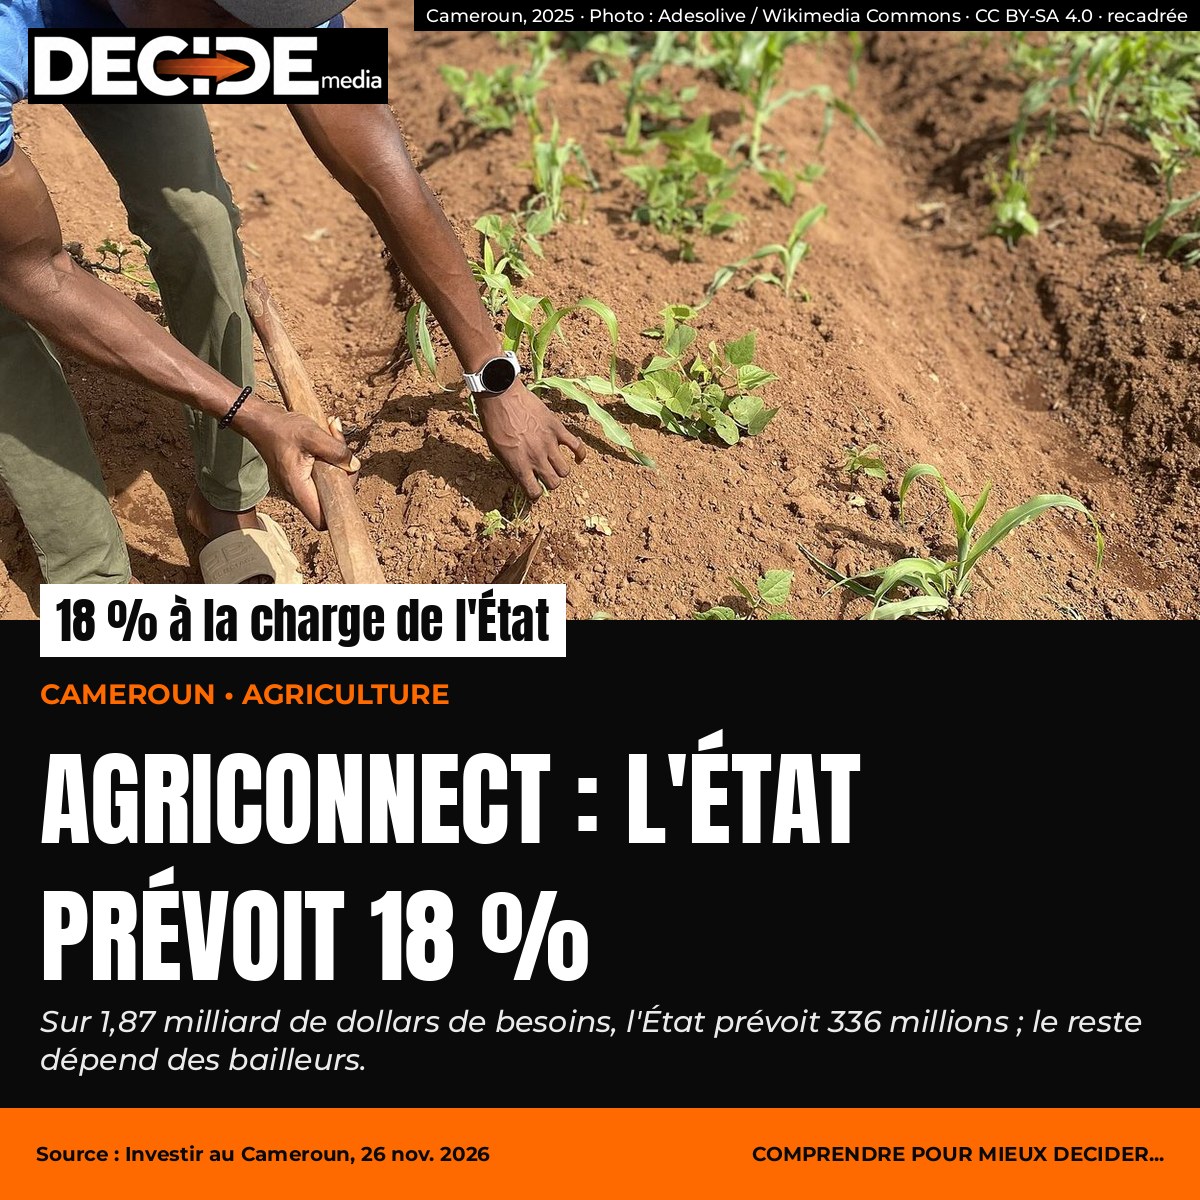 Cameroun, 2025 · Photo : Adesolive / Wikimedia Commons · CC BY-SA 4.0 · recadrée
DECIDE media
18 % à la charge de l'État
CAMEROUN • AGRICULTURE
AGRICONNECT : L'ÉTAT
PRÉVOIT 18 %
Sur 1,87 milliard de dollars de besoins, l'État prévoit 336 millions ; le reste
dépend des bailleurs.
Source : Investir au Cameroun, 26 nov. 2026
COMPRENDRE POUR MIEUX DECIDER...